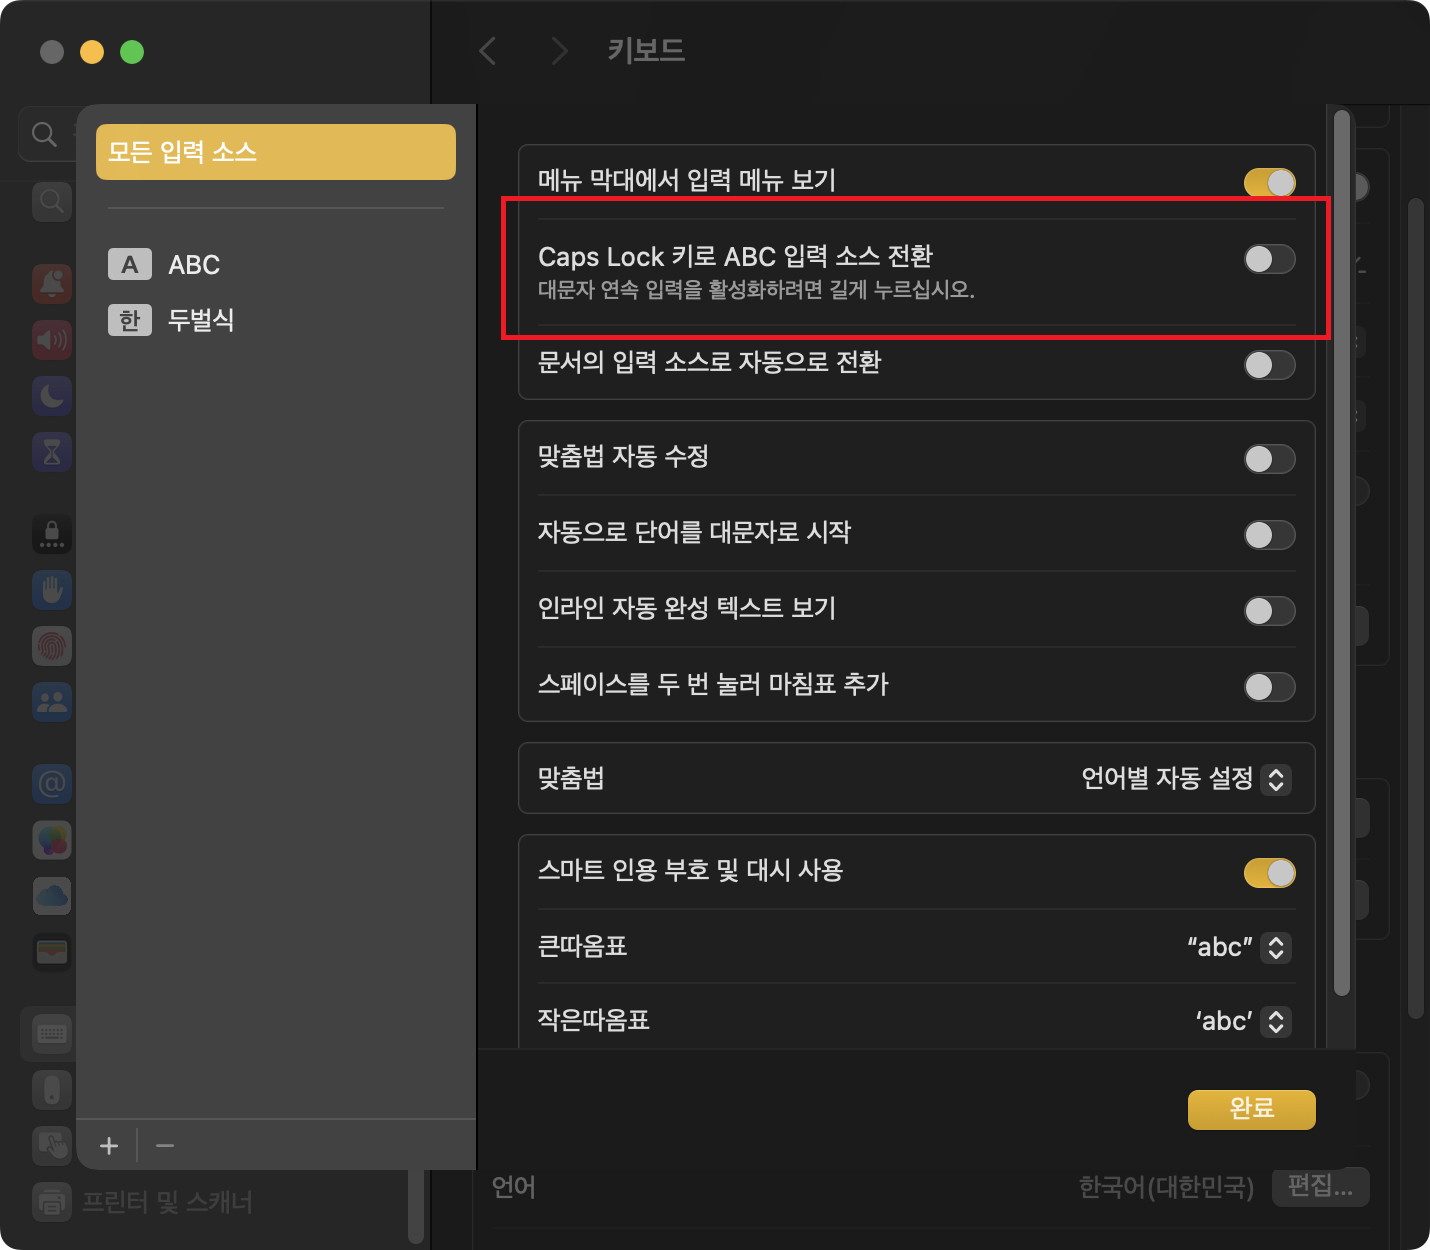 키보드
모든 입력 소스
A ABC
한 두벌식
메뉴 막대에서 입력 메뉴 보기
Caps Lock 키로 ABC 입력 소스 전환
대문자 연속 입력을 활성화하려면 길게 누르십시오.
문서의 입력 소스로 자동으로 전환
맞춤법 자동 수정
자동으로 단어를 대문자로 시작
인라인 자동 완성 텍스트 보기
스페이스를 두 번 눌러 마침표 추가
맞춤법 언어별 자동 설정
스마트 인용 부호 및 대시 사용
큰따옴표 “abc”
작은따옴표 ‘abc’
완료
언어 한국어(대한민국) 편집...
프린터 및 스캐너